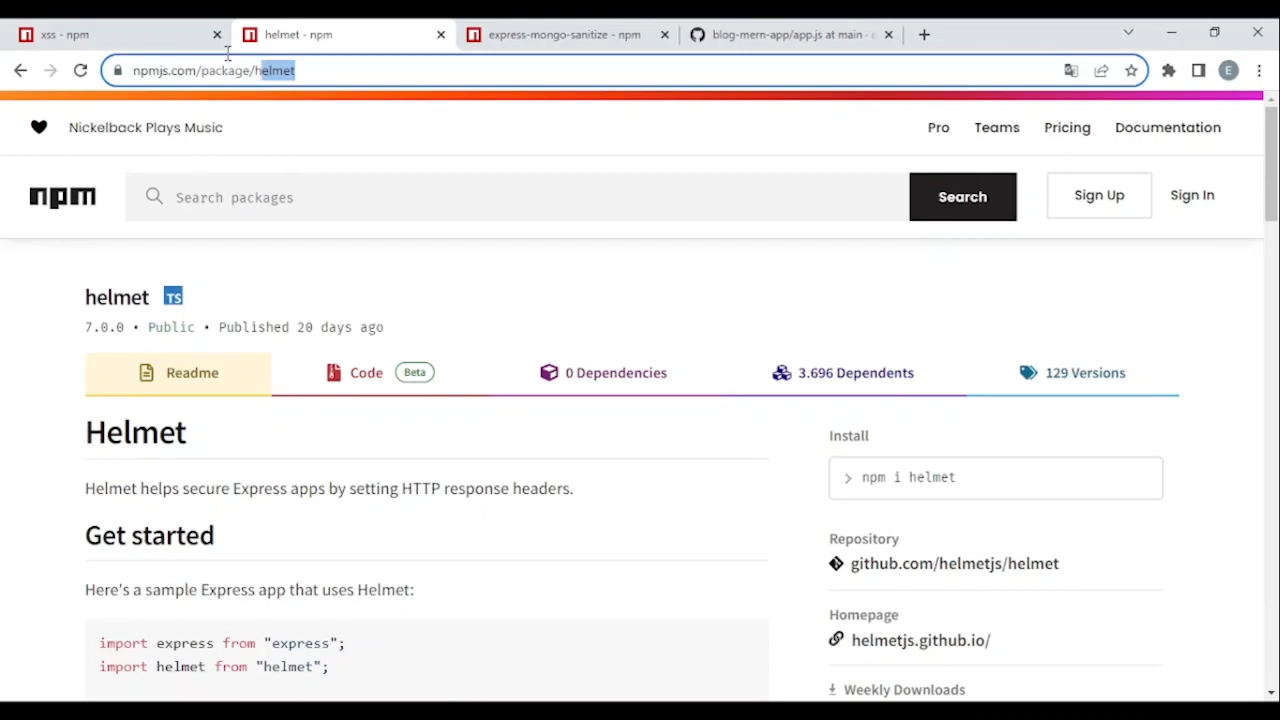 xss - npm
helmet - npm
express-mongo-sanitize - npm
blog-mern-app/app.js at main · c
npmjs.com/package/helmet
E
Nickelback Plays Music
Pro Teams Pricing Documentation
npm
Search packages
Search
Sign Up
Sign In
helmet TS
7.0.0 • Public • Published 20 days ago
Readme
Code Beta
0 Dependencies
3.696 Dependents
129 Versions
Helmet
Helmet helps secure Express apps by setting HTTP response headers.
Get started
Here's a sample Express app that uses Helmet:
import express from "express";
import helmet from "helmet";
Install
> npm i helmet
Repository
github.com/helmetjs/helmet
Homepage
helmetjs.github.io/
Weekly Downloads